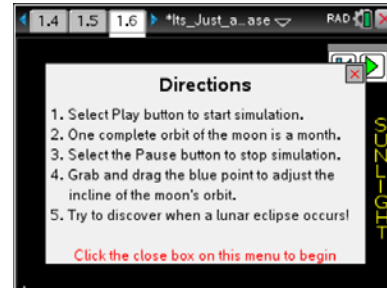 1.4 1.5 1.6 *Its_Just_a…ase RAD
Directions
1. Select Play button to start simulation.
2. One complete orbit of the moon is a month.
3. Select the Pause button to stop simulation.
4. Grab and drag the blue point to adjust the
incline of the moon's orbit.
5. Try to discover when a lunar eclipse occurs!
Click the close box on this menu to begin
SUNLIGHT